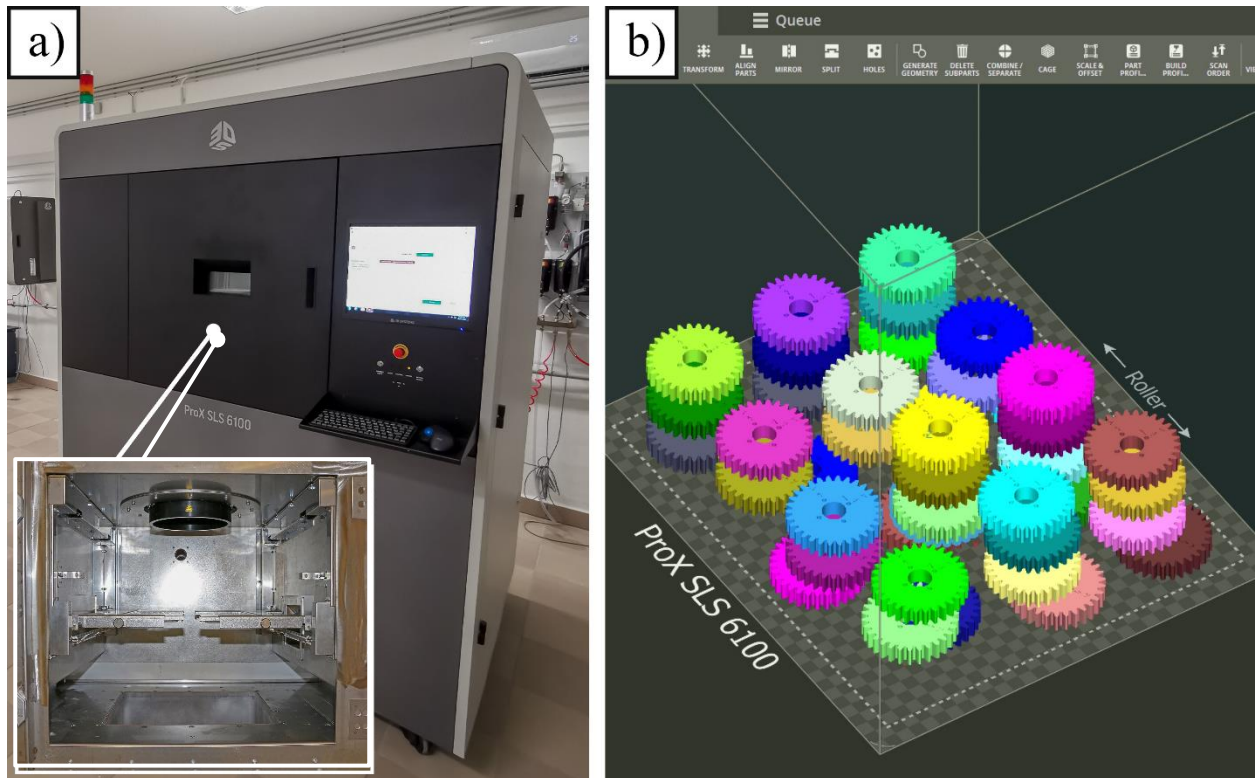 a)
ProX SLS 6100
b)
Queue
TRANSFORM
ALIGN
PARTS
MIRROR
SPLIT
HOLES
GENERATE
GEOMETRY
DELETE
SUBPARTS
COMBINE /
SEPARATE
CAGE
SCALE &
OFFSET
PART
PROFI...
BUILD
PROFI...
SCAN
ORDER
VIE
Roller
ProX SLS 6100